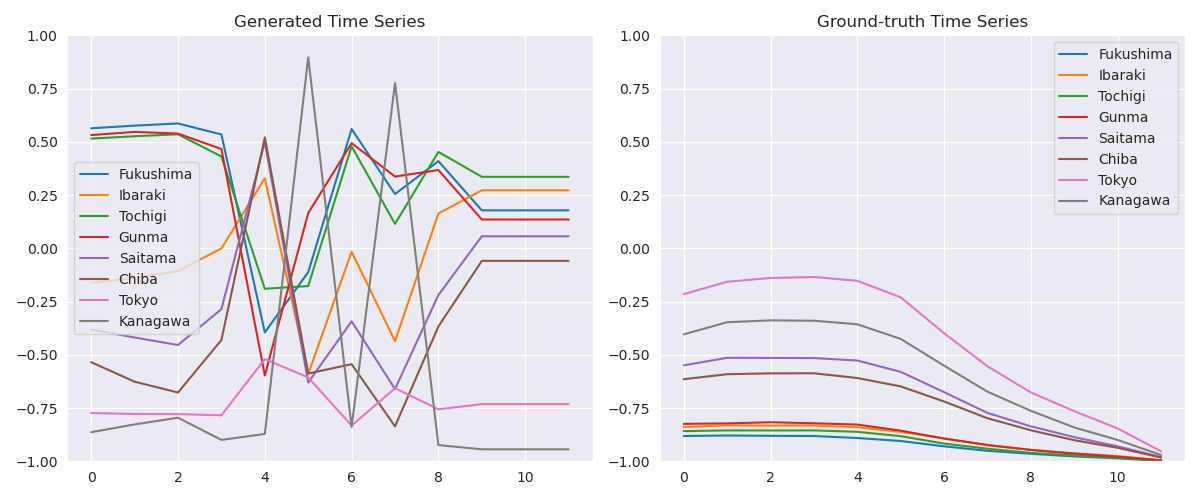 Generated Time Series
1.00
0.75
0.50
0.25
0.00
−0.25
−0.50
−0.75
−1.00
0 2 4 6 8 10
Fukushima
Ibaraki
Tochigi
Gunma
Saitama
Chiba
Tokyo
Kanagawa
Ground-truth Time Series
1.00
0.75
0.50
0.25
0.00
−0.25
−0.50
−0.75
−1.00
0 2 4 6 8 10
Fukushima
Ibaraki
Tochigi
Gunma
Saitama
Chiba
Tokyo
Kanagawa